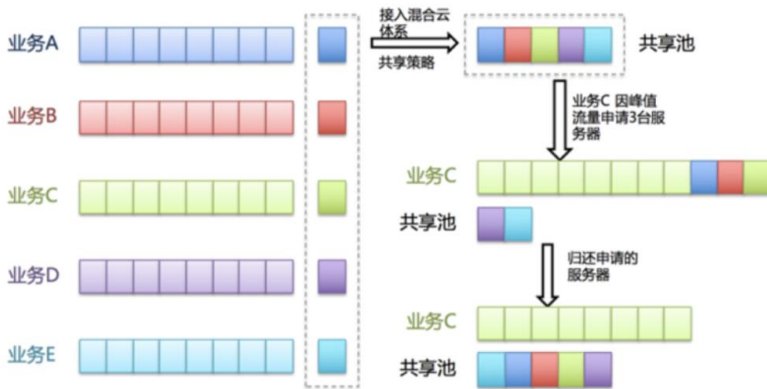 业务A
业务B
业务C
业务D
业务E
接入混合云
体系
共享策略
共享池
业务C 因峰值
流量申请3台服
务器
业务C
共享池
归还申请的
服务器
业务C
共享池